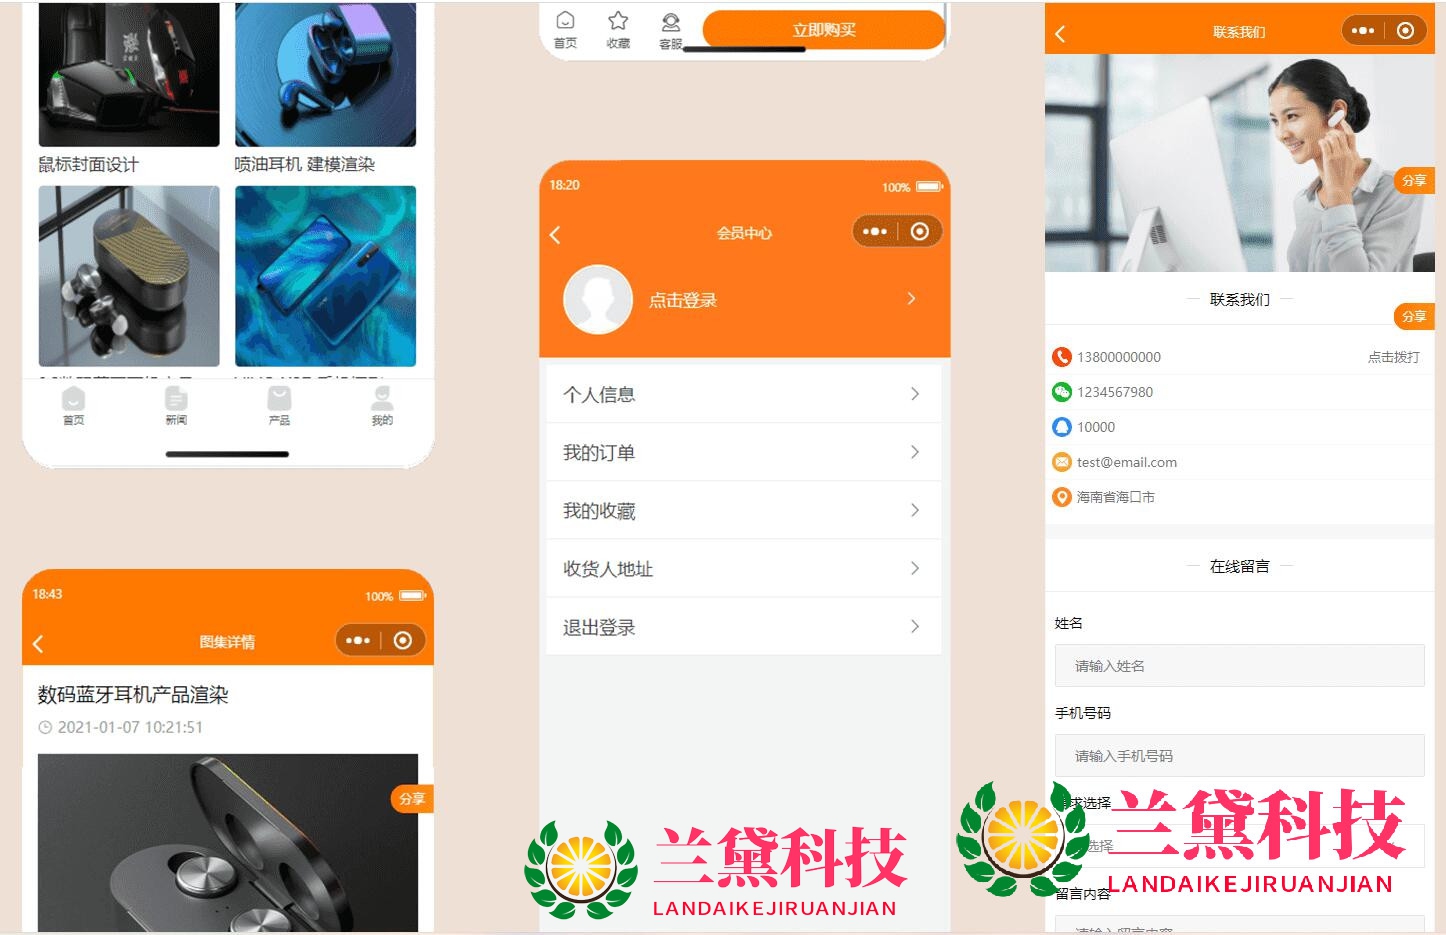 鼠标封面设计
喷油耳机 建模渲染
首页
新闻
产品
我的
18:43
100%
图集详情
数码蓝牙耳机产品渲染
2021-01-07 10:21:51
分享
首页
收藏
客服
立即购买
18:20
100%
会员中心
点击登录
个人信息
我的订单
我的收藏
收货人地址
退出登录
兰黛科技
LANDAIKEJIRUANJIAN
联系我们
分享
联系我们
分享
13800000000
点击拨打
1234567980
10000
test@email.com
海南省海口市
在线留言
姓名
请输入姓名
手机号码
请输入手机号码
求选择
选择
兰黛科技
LANDAIKEJIRUANJIAN
留言内容
请输入留言内容